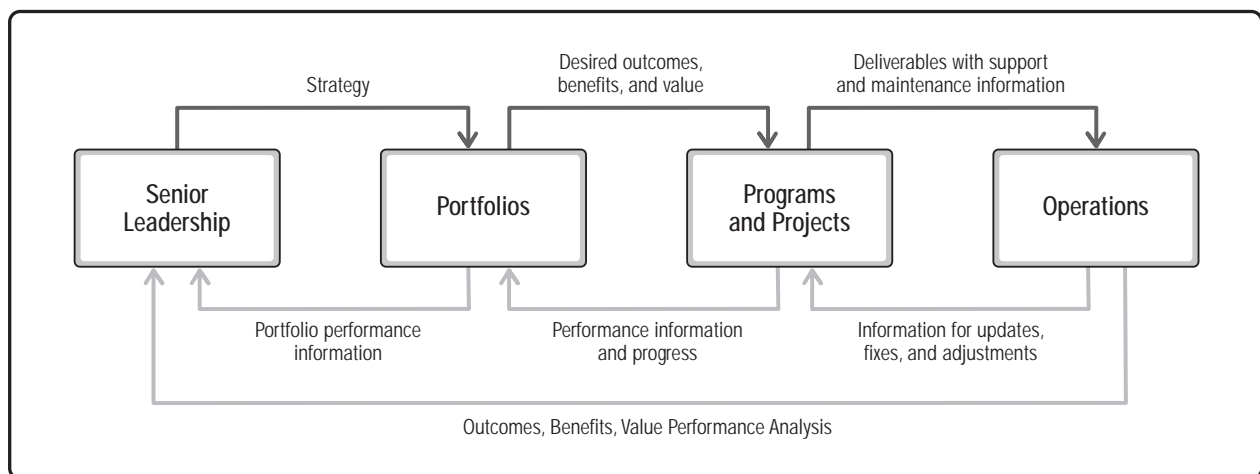 Desired outcomes,
benefits, and value
Deliverables with support
and maintenance information
Strategy
Senior
Leadership
Portfolios
Programs
and Projects
Operations
Portfolio performance
information
Performance information
and progress
Information for updates,
fixes, and adjustments
Outcomes, Benefits, Value Performance Analysis